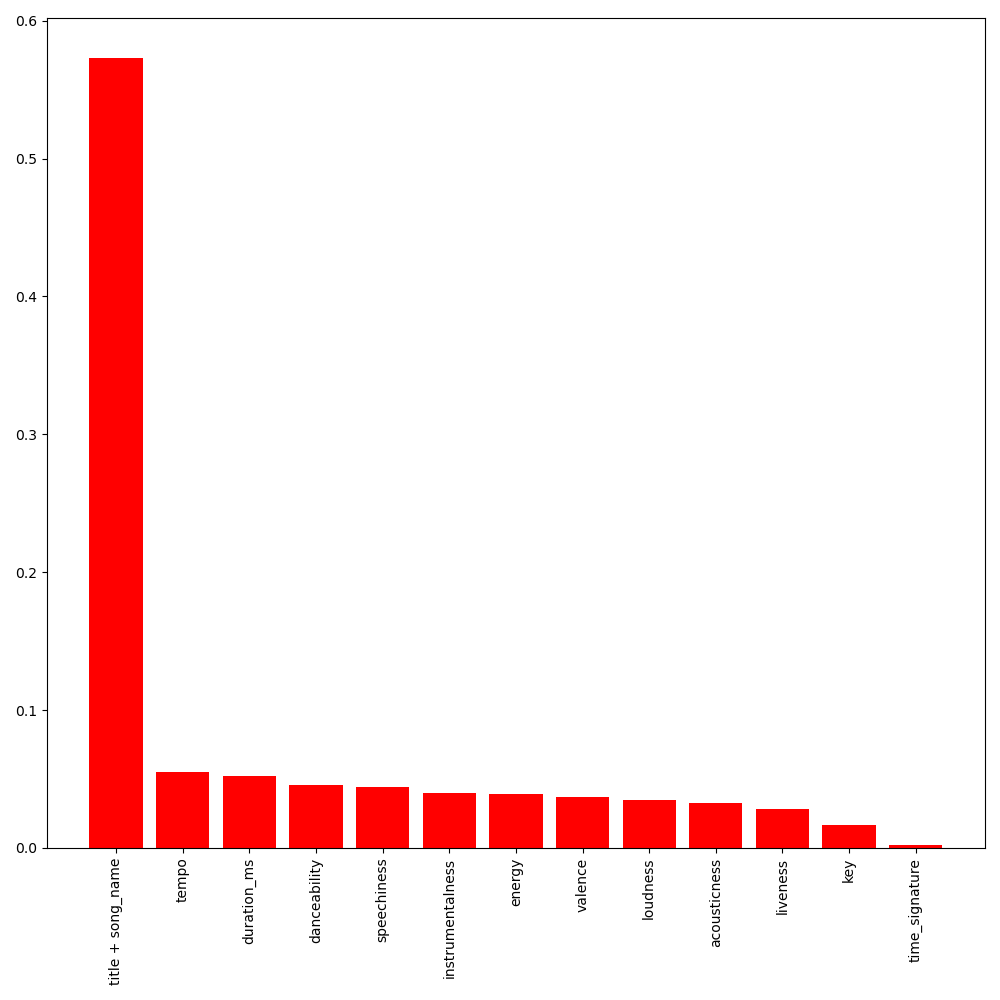 0.6
0.5
0.4
0.3
0.2
0.1
0.0
title + song_name
tempo
duration_ms
danceability
speechiness
instrumentalness
energy
valence
loudness
acousticness
liveness
key
time_signature